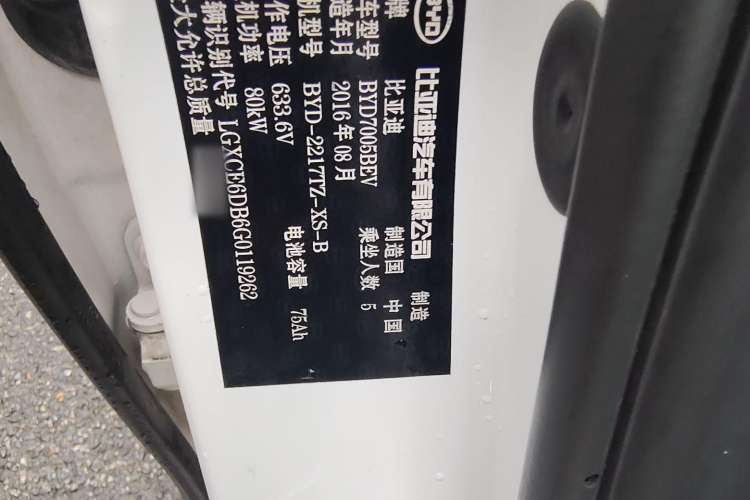 BYD 比亚迪汽车有限公司 制造
牌 比亚迪 制造国 中国
车型号 BYD7005BEV 乘坐人数 5
造年月 2016年08月
机型号 BYD-2217TZ-XS-B
作电压 633.6V 电池容量 75Ah
机功率 80kW
辆识别代号 LGXCE6DB6G0119262
大允许总质量